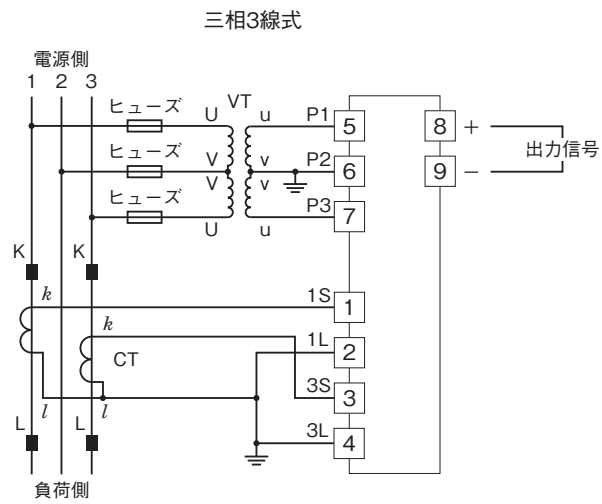 三相3線式
電源側
1 2 3
ヒューズ U VT u P1 5 8 +
ヒューズ V v P2 6 9 − 出力信号
V v
ヒューズ U u P3 7
K K
k 1S 1
k 1L 2
CT
3S 3
l l
L L 3L 4
負荷側